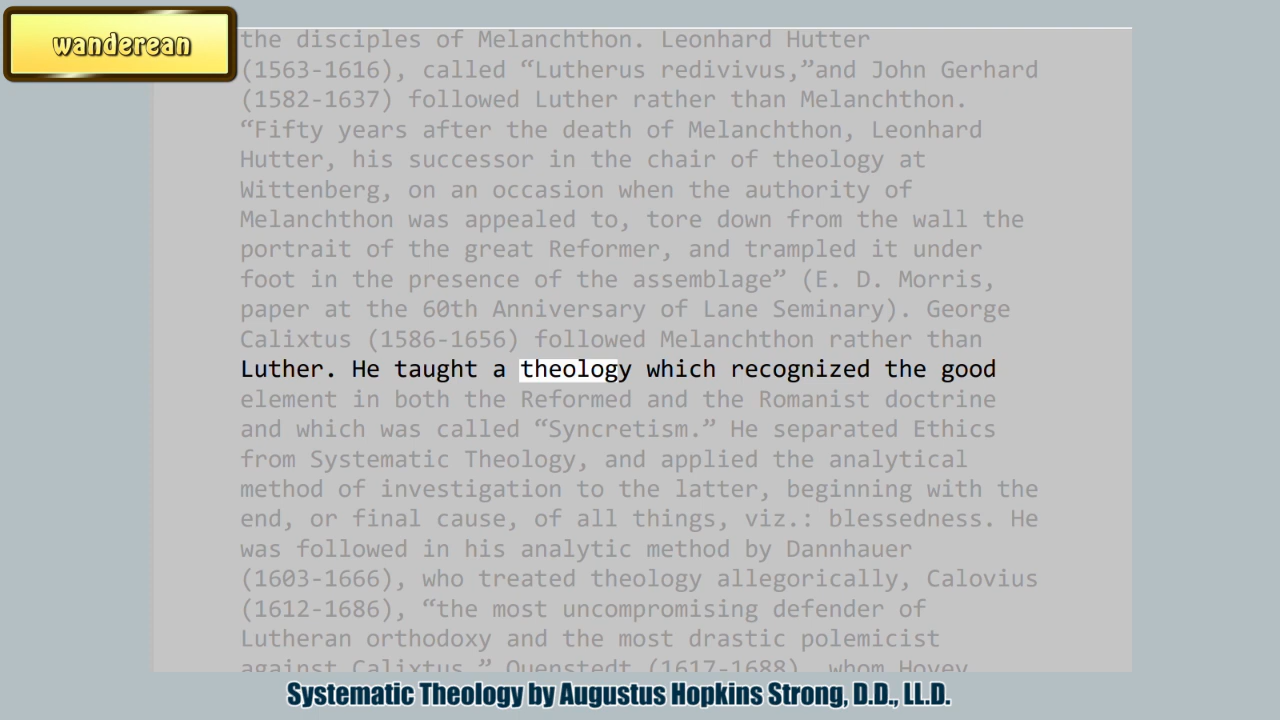 wanderean
the disciples of Melanchthon. Leonhard Hutter
(1563-1616), called “Lutherus redivivus,”and John Gerhard
(1582-1637) followed Luther rather than Melanchthon.
“Fifty years after the death of Melanchthon, Leonhard
Hutter, his successor in the chair of theology at
Wittenberg, on an occasion when the authority of
Melanchthon was appealed to, tore down from the wall the
portrait of the great Reformer, and trampled it under
foot in the presence of the assemblage” (E. D. Morris,
paper at the 60th Anniversary of Lane Seminary). George
Calixtus (1586-1656) followed Melanchthon rather than
Luther. He taught a theology which recognized the good
element in both the Reformed and the Romanist doctrine
and which was called “Syncretism.” He separated Ethics
from Systematic Theology, and applied the analytical
method of investigation to the latter, beginning with the
end, or final cause, of all things, viz.: blessedness. He
was followed in his analytic method by Dannhauer
(1603-1666), who treated theology allegorically, Calovius
(1612-1686), “the most uncompromising defender of
Lutheran orthodoxy and the most drastic polemicist
against Calixtus,” Quenstedt (1617-1688), whom Hovey
Systematic Theology by Augustus Hopkins Strong, D.D., LL.D.